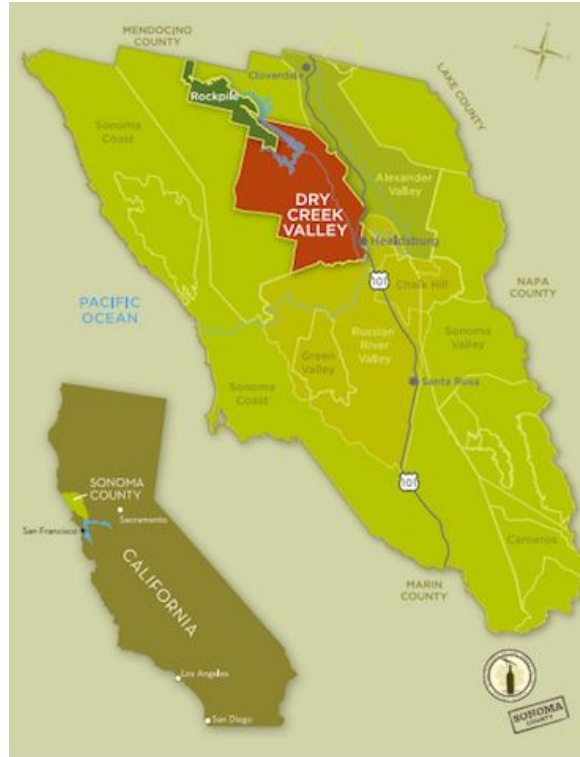 MENDOCINO
COUNTY
Cloverdale
LAKE COUNTY
Rockpile
Sonoma
Coast
Alexander
Valley
DRY
CREEK
VALLEY
Healdsburg
101
Chalk Hill
NAPA
COUNTY
PACIFIC
OCEAN
Russian
River
Valley
Sonoma
Valley
Green
Valley
Santa Rosa
Sonoma
Coast
101
SONOMA
COUNTY
Sacramento
San Francisco
Carneros
CALIFORNIA
MARIN
COUNTY
Los Angeles
San Diego
SONOMA
COUNTY